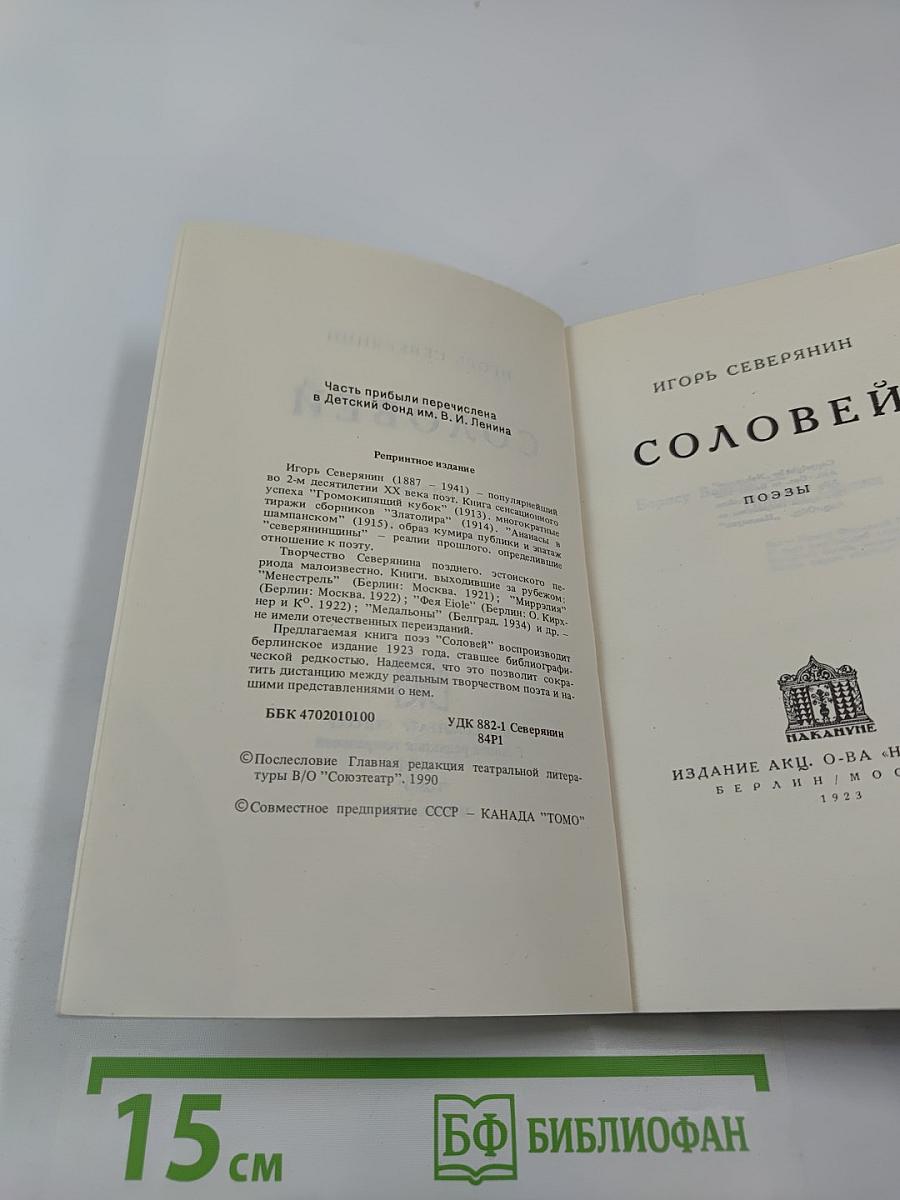 Часть прибыли перечислена
в Детский Фонд им. В. И. Ленина
Репринтное издание
Игорь Северянин (1887 – 1941) – популярнейший
во 2-м десятилетии XX века поэт. Книга сенсационного
успеха "Громокипящий кубок" (1913), многократные
тиражи сборников "Златолира" (1914), "Ананасы в
шампанском" (1915), образ кумира публики и эпатаж
"северянинщины" – реалии прошлого, определившие
отношение к поэту.
Творчество Северянина позднего, эстонского пе-
риода малоизвестно. Книги, выходившие за рубежом:
"Менестрель" (Берлин: Москва, 1921); "Миррэлия"
(Берлин: Москва, 1922); "Фея Eiole" (Берлин: О. Кирх-
нер и К°, 1922); "Медальоны" (Белград, 1934) и др. –
не имели отечественных переизданий.
Предлагаемая книга поэз "Соловей" воспроизводит
берлинское издание 1923 года, ставшее библиографи-
ческой редкостью. Надеемся, что это позволит сокра-
тить дистанцию между реальным творчеством поэта и на-
шими представлениями о нем.
ББК 4702010100
УДК 882-1 Северянин
84Р1
© Послесловие Главная редакция театральной литера-
туры В/О "Союзтеатр", 1990
© Совместное предприятие СССР – КАНАДА "ТОМО"
ИГОРЬ СЕВЕРЯНИН
СОЛОВЕЙ
ПОЭЗЫ
НАКАНУНЕ
ИЗДАНИЕ АКЦ. О-ВА «Н
БЕРЛИН/МОС
1923
15 см
БФ БИБЛИОФАН